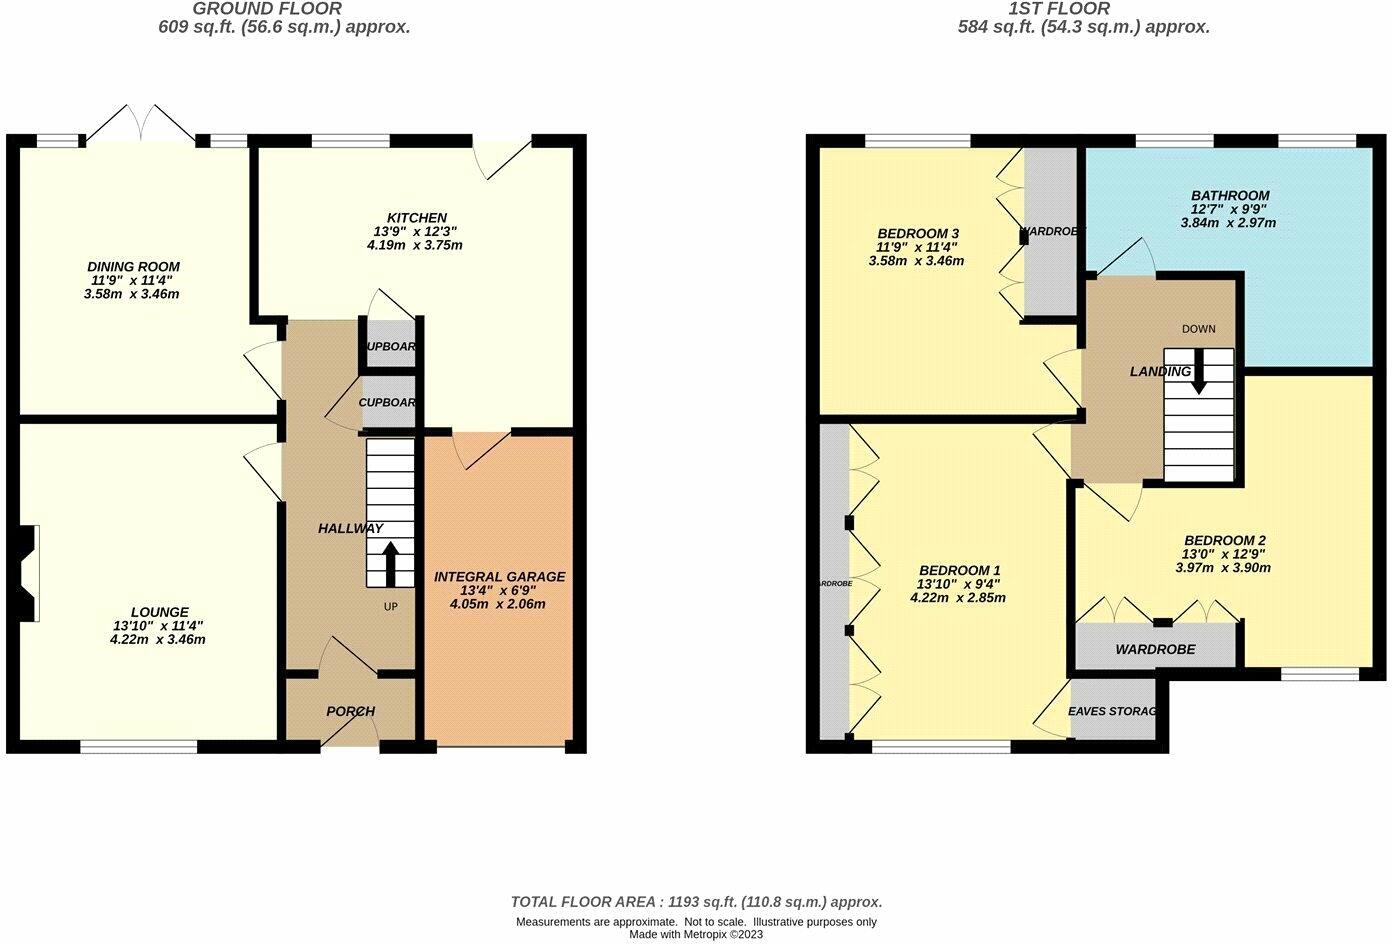 GROUND FLOOR
609 sq.ft. (56.6 sq.m.) approx.
1ST FLOOR
584 sq.ft. (54.3 sq.m.) approx.
DINING ROOM
11'9" x 11'4"
3.58m x 3.46m
KITCHEN
13'9" x 12'3"
4.19m x 3.75m
UPBOAR
CUPBOAR
HALLWAY
UP
LOUNGE
13'10" x 11'4"
4.22m x 3.46m
INTEGRAL GARAGE
13'4" x 6'9"
4.05m x 2.06m
PORCH
BEDROOM 3
11'9" x 11'4"
3.58m x 3.46m
WARDROBE
BATHROOM
12'7" x 9'9"
3.84m x 2.97m
DOWN
LANDING
BEDROOM 1
13'10" x 9'4"
4.22m x 2.85m
ARDROBE
BEDROOM 2
13'0" x 12'9"
3.97m x 3.90m
WARDROBE
EAVES STORAG
TOTAL FLOOR AREA : 1193 sq.ft. (110.8 sq.m.) approx.
Measurements are approximate. Not to scale. Illustrative purposes only
Made with Metropix ©2023